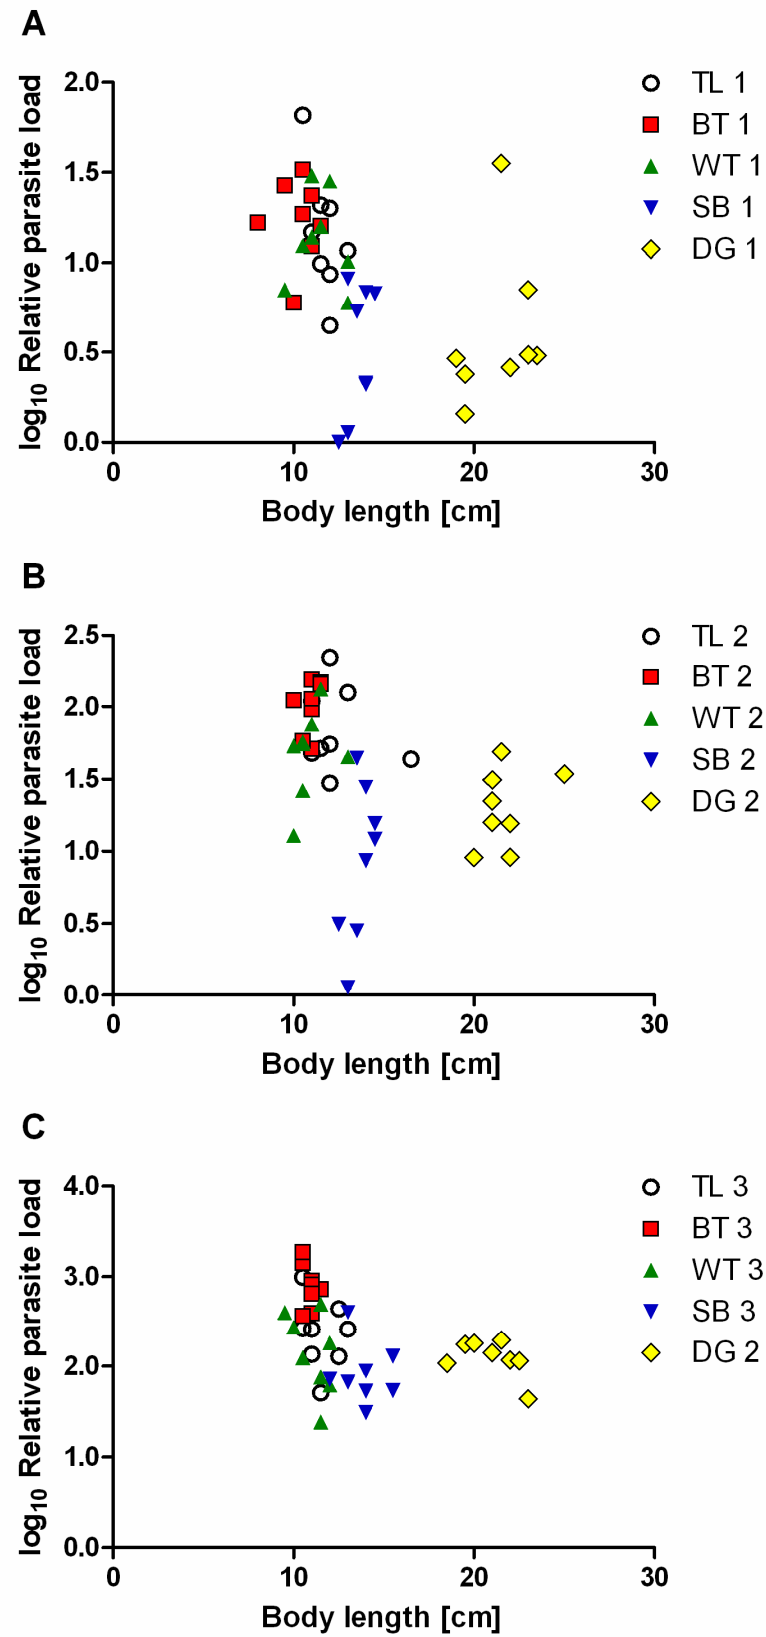 A
log10 Relative parasite load
2.0
1.5
1.0
0.5
0.0
0 10 20 30
Body length [cm]
TL 1
BT 1
WT 1
SB 1
DG 1
B
log10 Relative parasite load
2.5
2.0
1.5
1.0
0.5
0.0
0 10 20 30
Body length [cm]
TL 2
BT 2
WT 2
SB 2
DG 2
C
log10 Relative parasite load
4.0
3.0
2.0
1.0
0.0
0 10 20 30
Body length [cm]
TL 3
BT 3
WT 3
SB 3
DG 2